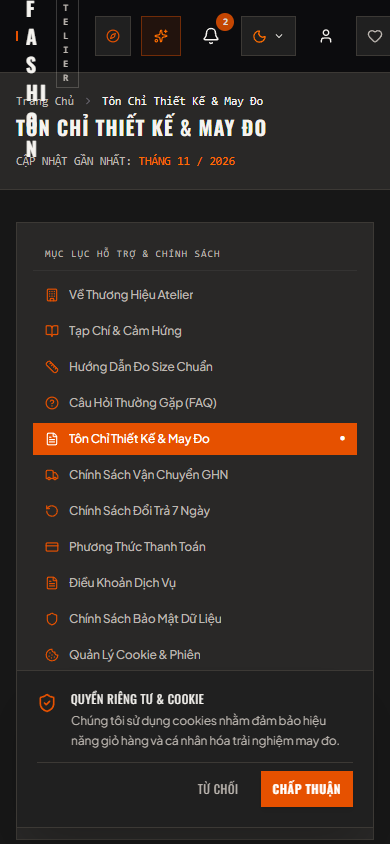 FA
SH
IO
N
TELIER
2
Trang Chủ > Tôn Chỉ Thiết Kế & May Đo
TÔN CHỈ THIẾT KẾ & MAY ĐO
CẬP NHẬT GẦN NHẤT: THÁNG 11 / 2026
MỤC LỤC HỖ TRỢ & CHÍNH SÁCH
Về Thương Hiệu Atelier
Tạp Chí & Cảm Hứng
Hướng Dẫn Đo Size Chuẩn
Câu Hỏi Thường Gặp (FAQ)
Tôn Chỉ Thiết Kế & May Đo
Chính Sách Vận Chuyển GHN
Chính Sách Đổi Trả 7 Ngày
Phương Thức Thanh Toán
Điều Khoản Dịch Vụ
Chính Sách Bảo Mật Dữ Liệu
Quản Lý Cookie & Phiên
QUYỀN RIÊNG TƯ & COOKIE
Chúng tôi sử dụng cookies nhằm đảm bảo hiệu
năng giỏ hàng và cá nhân hóa trải nghiệm may đo.
TỪ CHỐI
CHẤP THUẬN